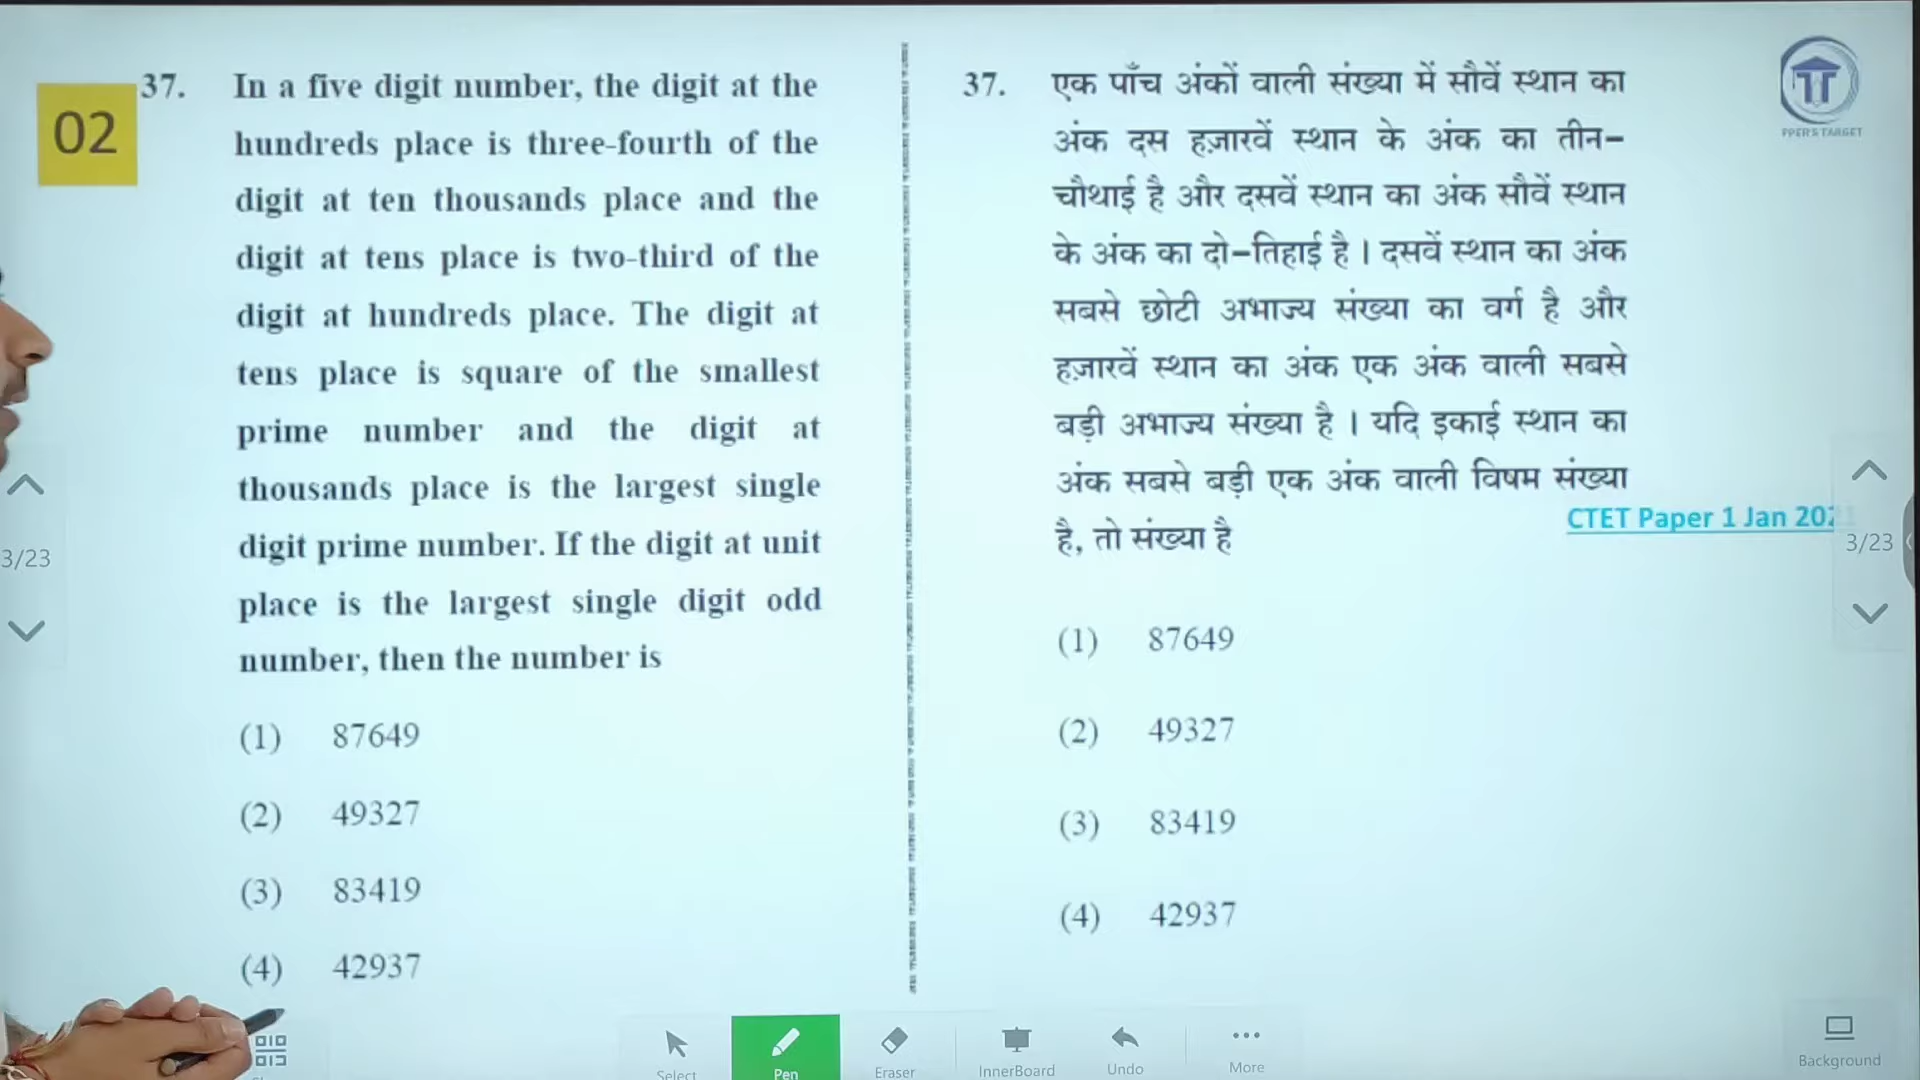 02
37. In a five digit number, the digit at the
hundreds place is three-fourth of the
digit at ten thousands place and the
digit at tens place is two-third of the
digit at hundreds place. The digit at
tens place is square of the smallest
prime number and the digit at
thousands place is the largest single
digit prime number. If the digit at unit
place is the largest single digit odd
number, then the number is
(1) 87649
(2) 49327
(3) 83419
(4) 42937
37. एक पाँच अंकों वाली संख्या में सौवें स्थान का
अंक दस हज़ारवें स्थान के अंक का तीन-
चौथाई है और दसवें स्थान का अंक सौवें स्थान
के अंक का दो-तिहाई है । दसवें स्थान का अंक
सबसे छोटी अभाज्य संख्या का वर्ग है और
हज़ारवें स्थान का अंक एक अंक वाली सबसे
बड़ी अभाज्य संख्या है । यदि इकाई स्थान का
अंक सबसे बड़ी एक अंक वाली विषम संख्या
है, तो संख्या है
CTET Paper 1 Jan
(1) 87649
(2) 49327
(3) 83419
(4) 42937
PPER'S TARGET
3/23
3/23
Select
Pen
Eraser
InnerBoard
Undo
More
Background